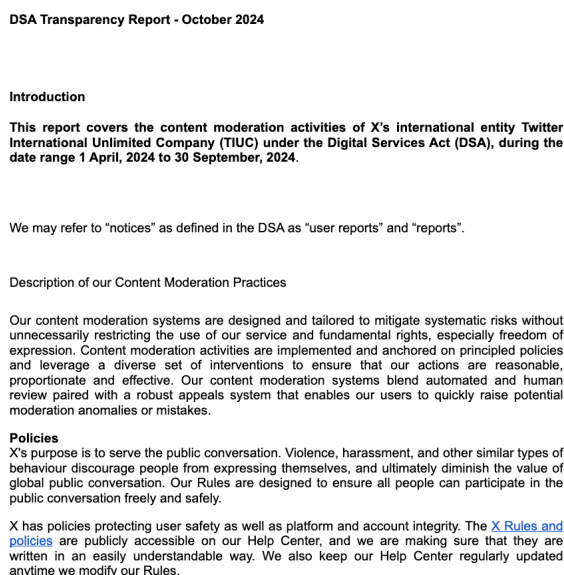 DSA Transparency Report - October 2024
Introduction
This report covers the content moderation activities of X's international entity Twitter
International Unlimited Company (TIUC) under the Digital Services Act (DSA), during the
date range 1 April, 2024 to 30 September, 2024.
We may refer to “notices” as defined in the DSA as “user reports” and “reports”.
Description of our Content Moderation Practices
Our content moderation systems are designed and tailored to mitigate systematic risks without
unnecessarily restricting the use of our service and fundamental rights, especially freedom of
expression. Content moderation activities are implemented and anchored on principled policies
and leverage a diverse set of interventions to ensure that our actions are reasonable,
proportionate and effective. Our content moderation systems blend automated and human
review paired with a robust appeals system that enables our users to quickly raise potential
moderation anomalies or mistakes.
Policies
X's purpose is to serve the public conversation. Violence, harassment, and other similar types of
behaviour discourage people from expressing themselves, and ultimately diminish the value of
global public conversation. Our Rules are designed to ensure all people can participate in the
public conversation freely and safely.
X has policies protecting user safety as well as platform and account integrity. The X Rules and
policies are publicly accessible on our Help Center, and we are making sure that they are
written in an easily understandable way. We also keep our Help Center regularly updated
anytime we modify our Rules.